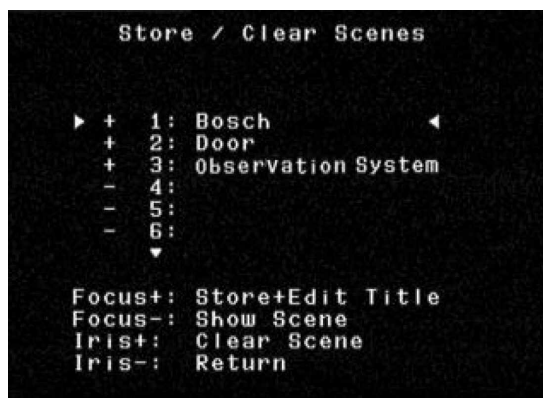 Store / Clear Scenes
+ 1: Bosch
+ 2: Door
+ 3: Observation System
- 4:
- 5:
- 6:
Focus+: Store+Edit Title
Focus-: Show Scene
Iris+: Clear Scene
Iris-: Return